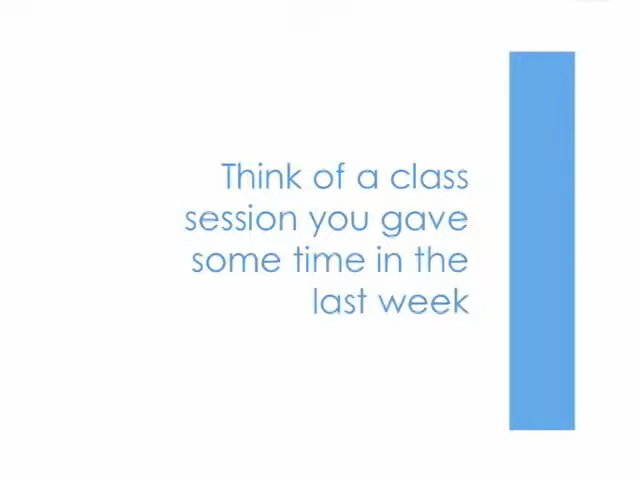 Think of a class
session you gave
some time in the
last week